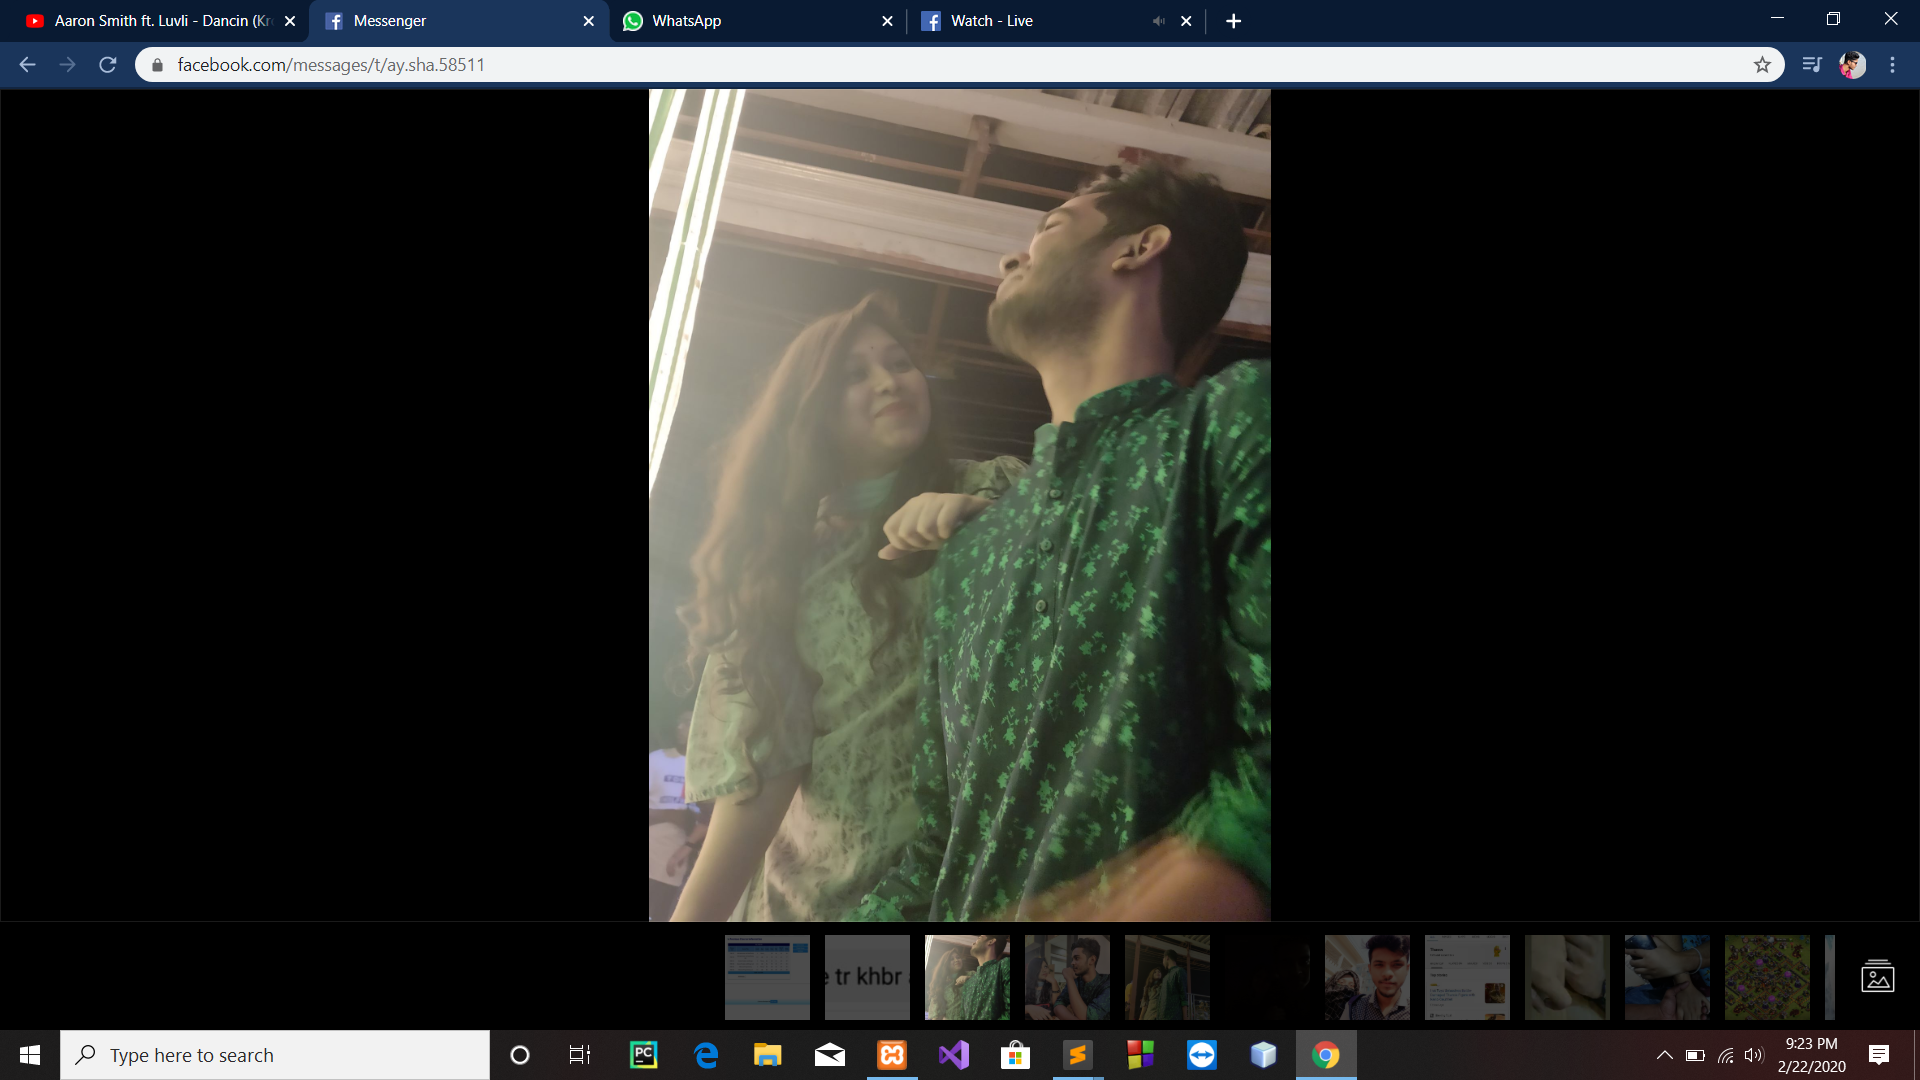 Aaron Smith ft. Luvli - Dancin (Kr
Messenger
WhatsApp
Watch - Live
facebook.com/messages/t/ay.sha.58511
e tr khbr
Type here to search
PC
9:23 PM
2/22/2020